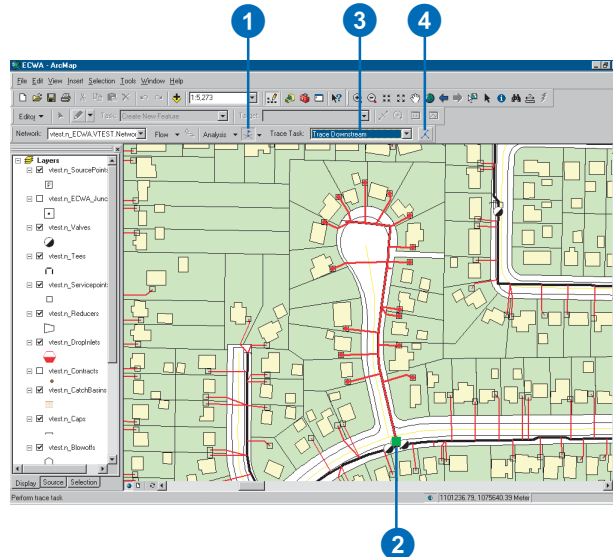 1
3
4
ECWA - ArcMap
File Edit View Insert Selection Tools Window Help
1:5,273
Editor Task: Create New Feature Target:
Network: vtest.n_ECWA.VTEST.Networ Flow Analysis Trace Task: Trace Downstream
Layers
vtest.n_SourcePoints
vtest.n_ECWA_Junc
vtest.n_Valves
vtest.n_Tees
vtest.n_Servicepoint
vtest.n_Reducers
vtest.n_DropInlets
vtest.n_Contacts
vtest.n_CatchBasins
vtest.n_Caps
vtest.n_Blowoffs
Display Source Selection
Perform trace task 1101236.79, 1075640.39 Meter
2